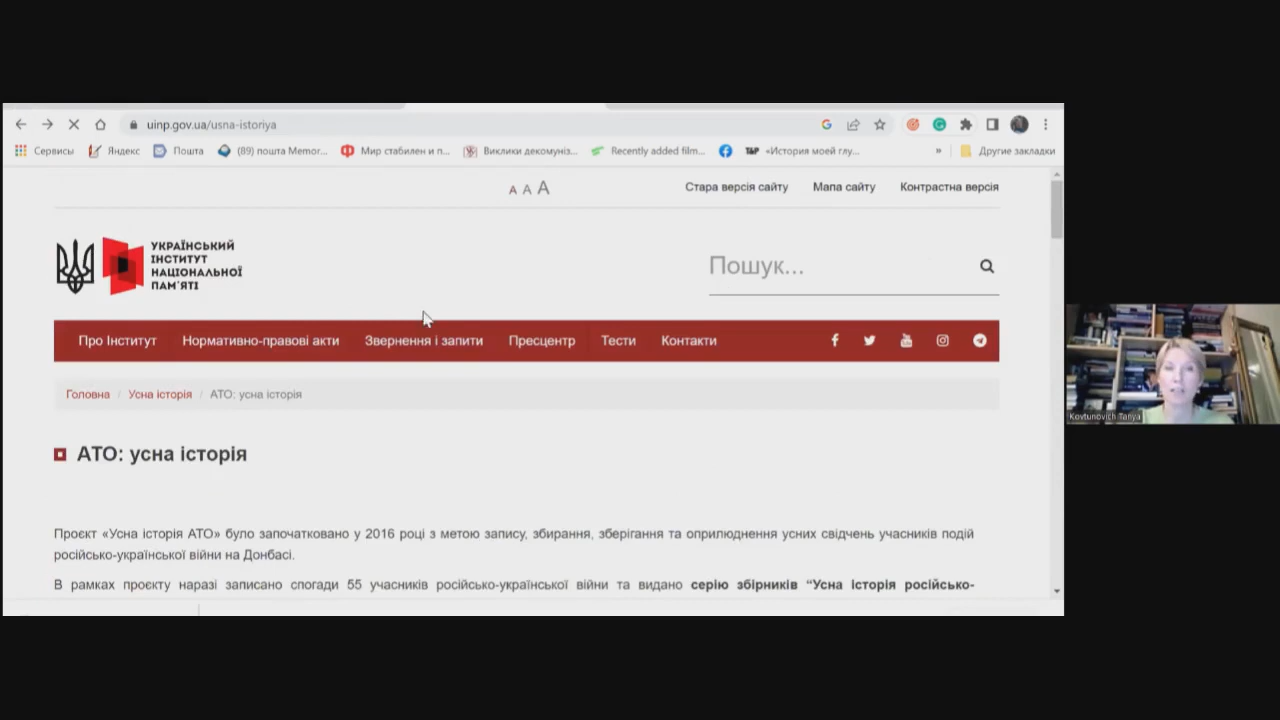 uinp.gov.ua/usna-istoriya
Сервисы Яндекс Пошта (89) пошта Memor... Мир стабилен и п... Виклики декомуніз... Recently added film... «История моей глу... » Другие закладки
А А А Стара версія сайту Мапа сайту Контрастна версія
УКРАЇНСЬКИЙ
ІНСТИТУТ
НАЦІОНАЛЬНОЇ
ПАМ'ЯТІ
Пошук...
Про Інститут Нормативно-правові акти Звернення і запити Пресцентр Тести Контакти
Головна / Усна історія / АТО: усна історія
Kovtunovich Tanya
АТО: усна історія
Проєкт «Усна історія АТО» було започатковано у 2016 році з метою запису, збирання, зберігання та оприлюднення усних свідчень учасників подій
російсько-української війни на Донбасі.
В рамках проєкту наразі записано спогади 55 учасників російсько-української війни та видано серію збірників “Усна історія російсько-